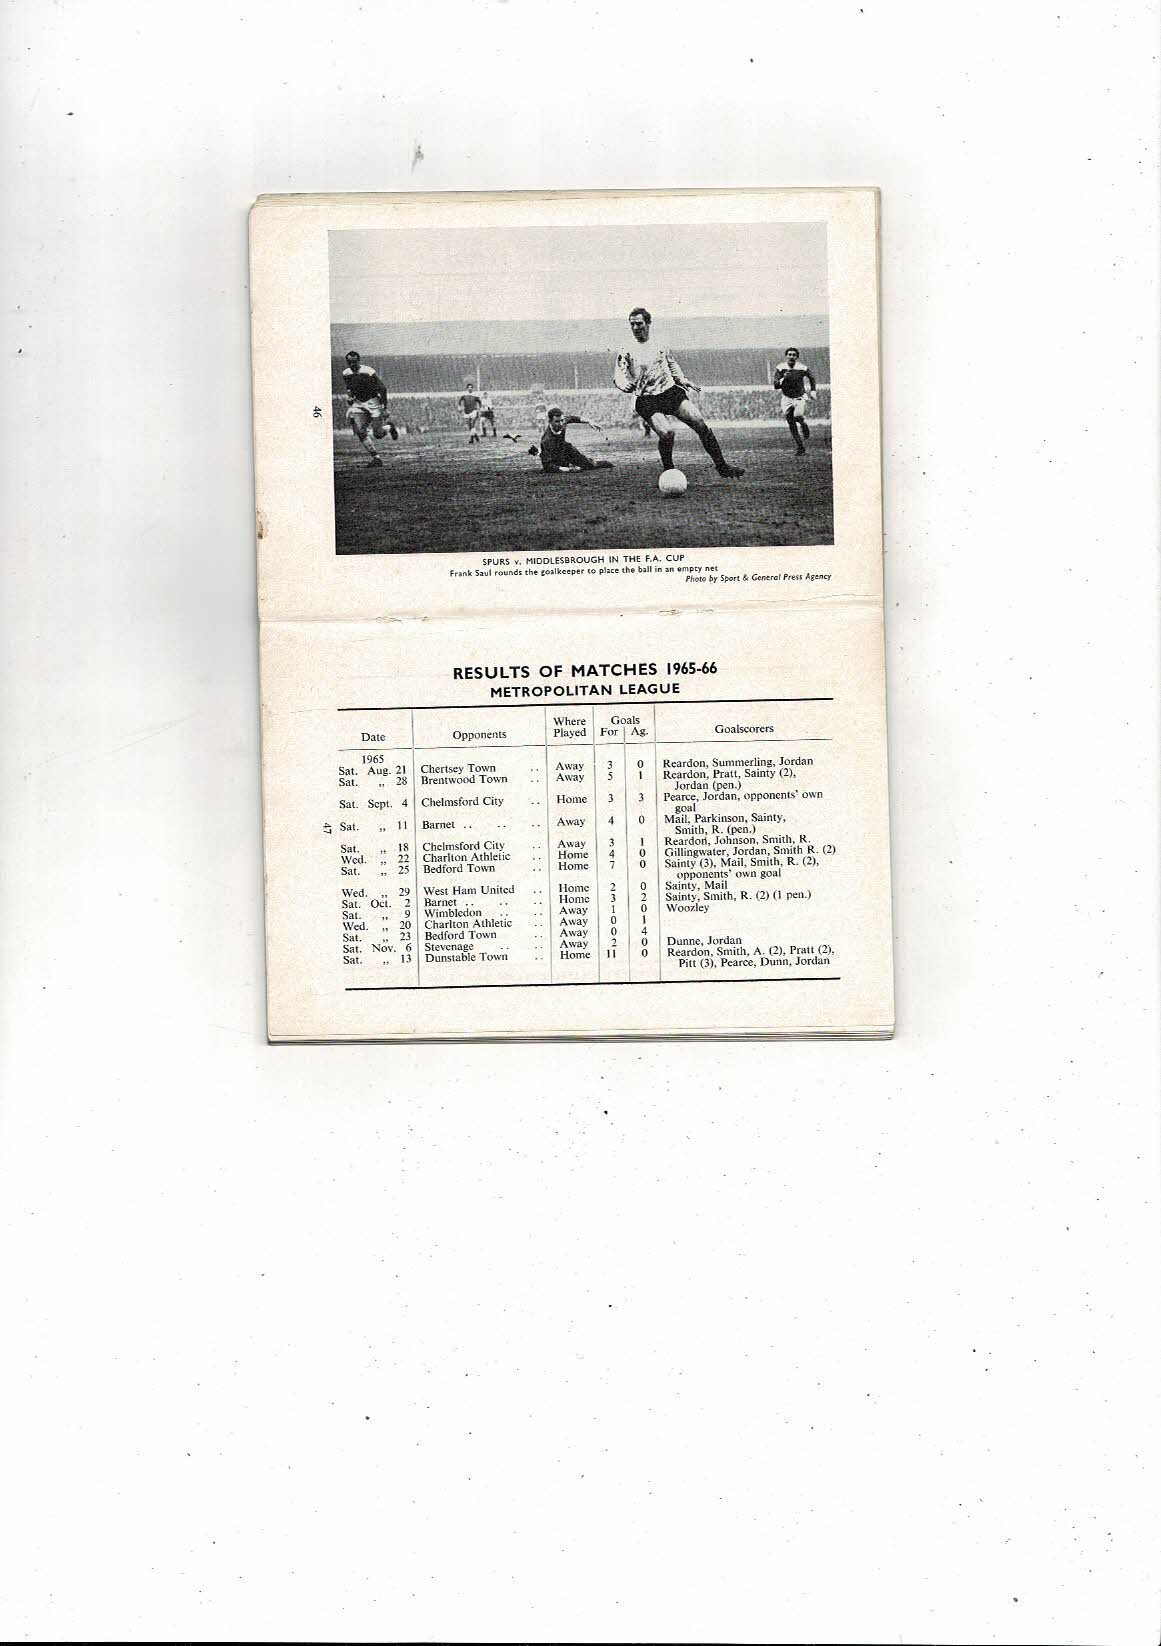 46
SPURS v. MIDDLESBROUGH IN THE F.A. CUP
Frank Saul rounds the goalkeeper to place the ball in an empty net
Photo by Sport & General Press Agency
RESULTS OF MATCHES 1965-66
METROPOLITAN LEAGUE
Date Opponents Where Played Goals For Ag. Goalscorers
1965
Sat. Aug. 21 Chertsey Town .. Away 3 0 Reardon, Summerling, Jordan
Sat. ,, 28 Brentwood Town .. Away 5 1 Reardon, Pratt, Sainty (2),
Jordan (pen.)
Sat. Sept. 4 Chelmsford City .. Home 3 3 Pearce, Jordan, opponents' own
goal
47
Sat. ,, 11 Barnet .. .. .. Away 4 0 Mail, Parkinson, Sainty,
Smith, R. (pen.)
Sat. ,, 18 Chelmsford City .. Away 3 1 Reardon, Johnson, Smith, R.
Wed. ,, 22 Charlton Athletic .. Home 4 0 Gillingwater, Jordan, Smith R. (2)
Sat. ,, 25 Bedford Town .. Home 7 0 Sainty (3), Mail, Smith, R. (2),
opponents' own goal
Wed. ,, 29 West Ham United .. Home 2 0 Sainty, Mail
Sat. Oct. 2 Barnet .. .. .. Home 3 2 Sainty, Smith, R. (2) (1 pen.)
Sat. ,, 9 Wimbledon .. .. Away 1 0 Woozley
Wed. ,, 20 Charlton Athletic .. Away 0 1
Sat. ,, 23 Bedford Town .. Away 0 4
Sat. Nov. 6 Stevenage .. .. Away 2 0 Dunne, Jordan
Sat. ,, 13 Dunstable Town .. Home 11 0 Reardon, Smith, A. (2), Pratt (2),
Pitt (3), Pearce, Dunn, Jordan